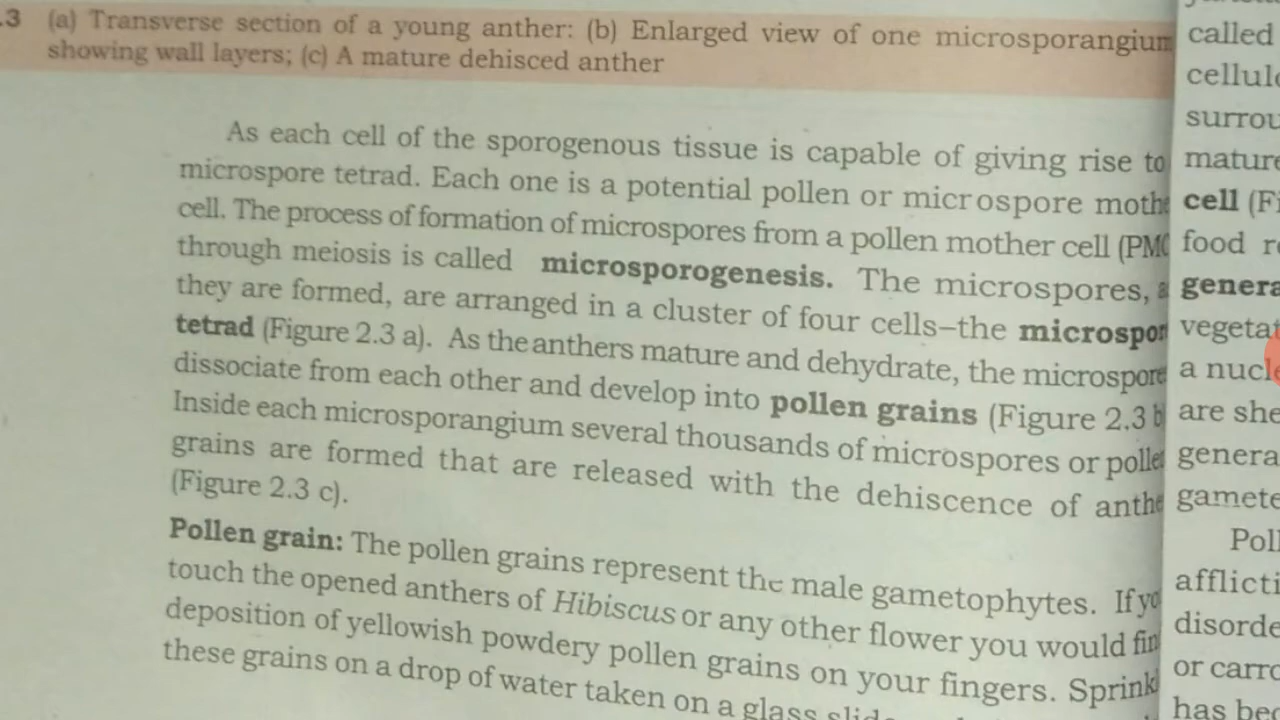 .3 (a) Transverse section of a young anther: (b) Enlarged view of one microsporangium
showing wall layers; (c) A mature dehisced anther
As each cell of the sporogenous tissue is capable of giving rise to
microspore tetrad. Each one is a potential pollen or microspore moth
cell. The process of formation of microspores from a pollen mother cell (PMC
through meiosis is called microsporogenesis. The microspores, a
they are formed, are arranged in a cluster of four cells–the microspor
tetrad (Figure 2.3 a). As the anthers mature and dehydrate, the microspore
dissociate from each other and develop into pollen grains (Figure 2.3 b
Inside each microsporangium several thousands of microspores or polle
grains are formed that are released with the dehiscence of anthe
(Figure 2.3 c).
Pollen grain: The pollen grains represent the male gametophytes. If yo
touch the opened anthers of Hibiscus or any other flower you would fin
deposition of yellowish powdery pollen grains on your fingers. Sprinkl
these grains on a drop of water taken on a glass
called
cellulo
surrou
mature
cell (Fi
food re
genera
vegetat
a nucle
are she
genera
gamete
Poll
afflicti
disorde
or carro
has bec